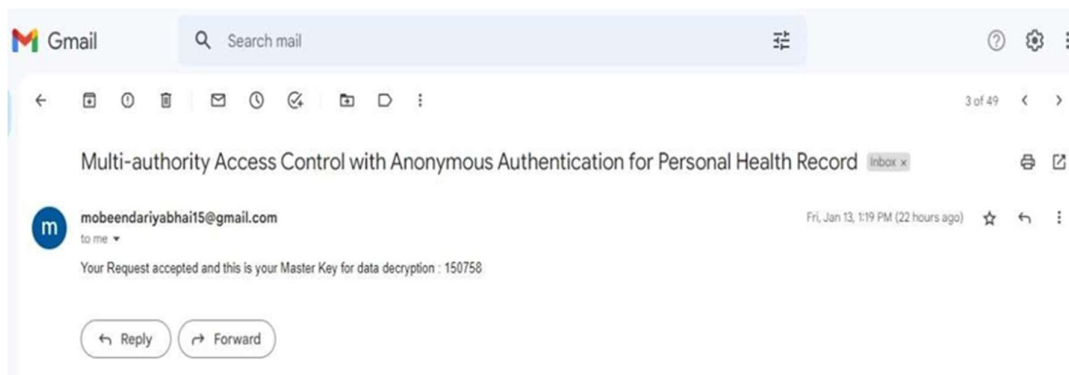 Gmail
Search mail
3 of 49
Multi-authority Access Control with Anonymous Authentication for Personal Health Record Inbox x
m
mobeendariyabhai15@gmail.com Fri, Jan 13, 1:19 PM (22 hours ago)
to me
Your Request accepted and this is your Master Key for data decryption : 150758
Reply Forward